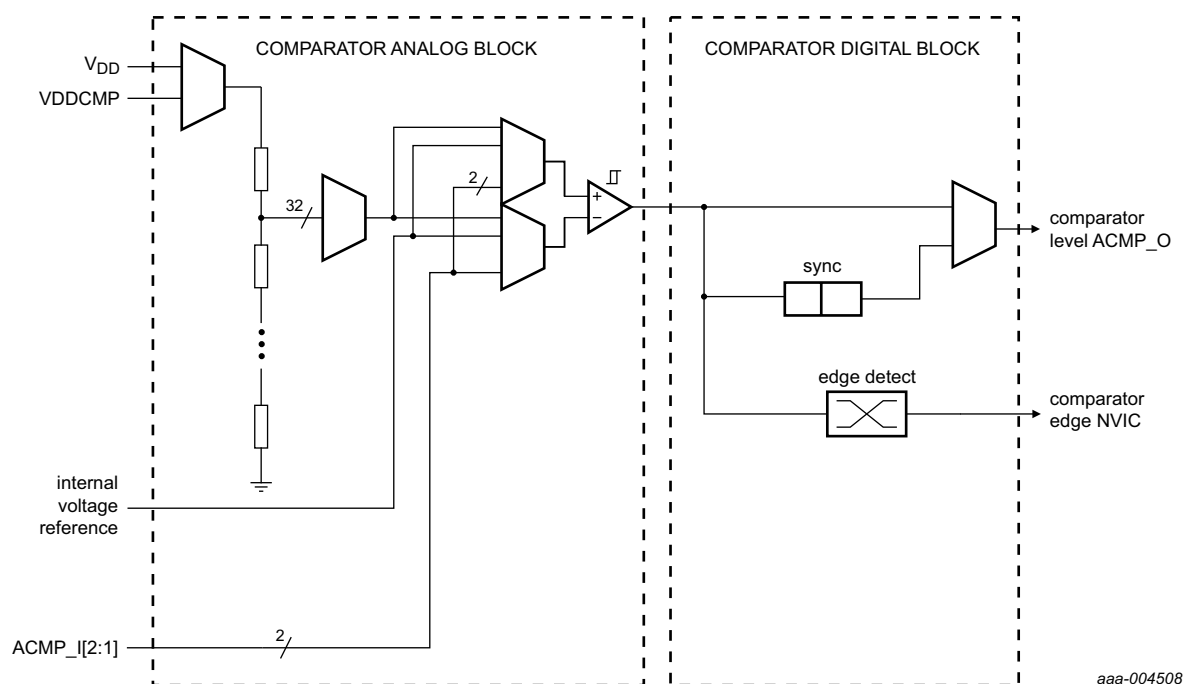 COMPARATOR ANALOG BLOCK
COMPARATOR DIGITAL BLOCK
VDD
VDDCMP
32
2
+
−
sync
edge detect
comparator
level ACMP_O
comparator
edge NVIC
internal
voltage
reference
ACMP_I[2:1]
2
aaa-004508